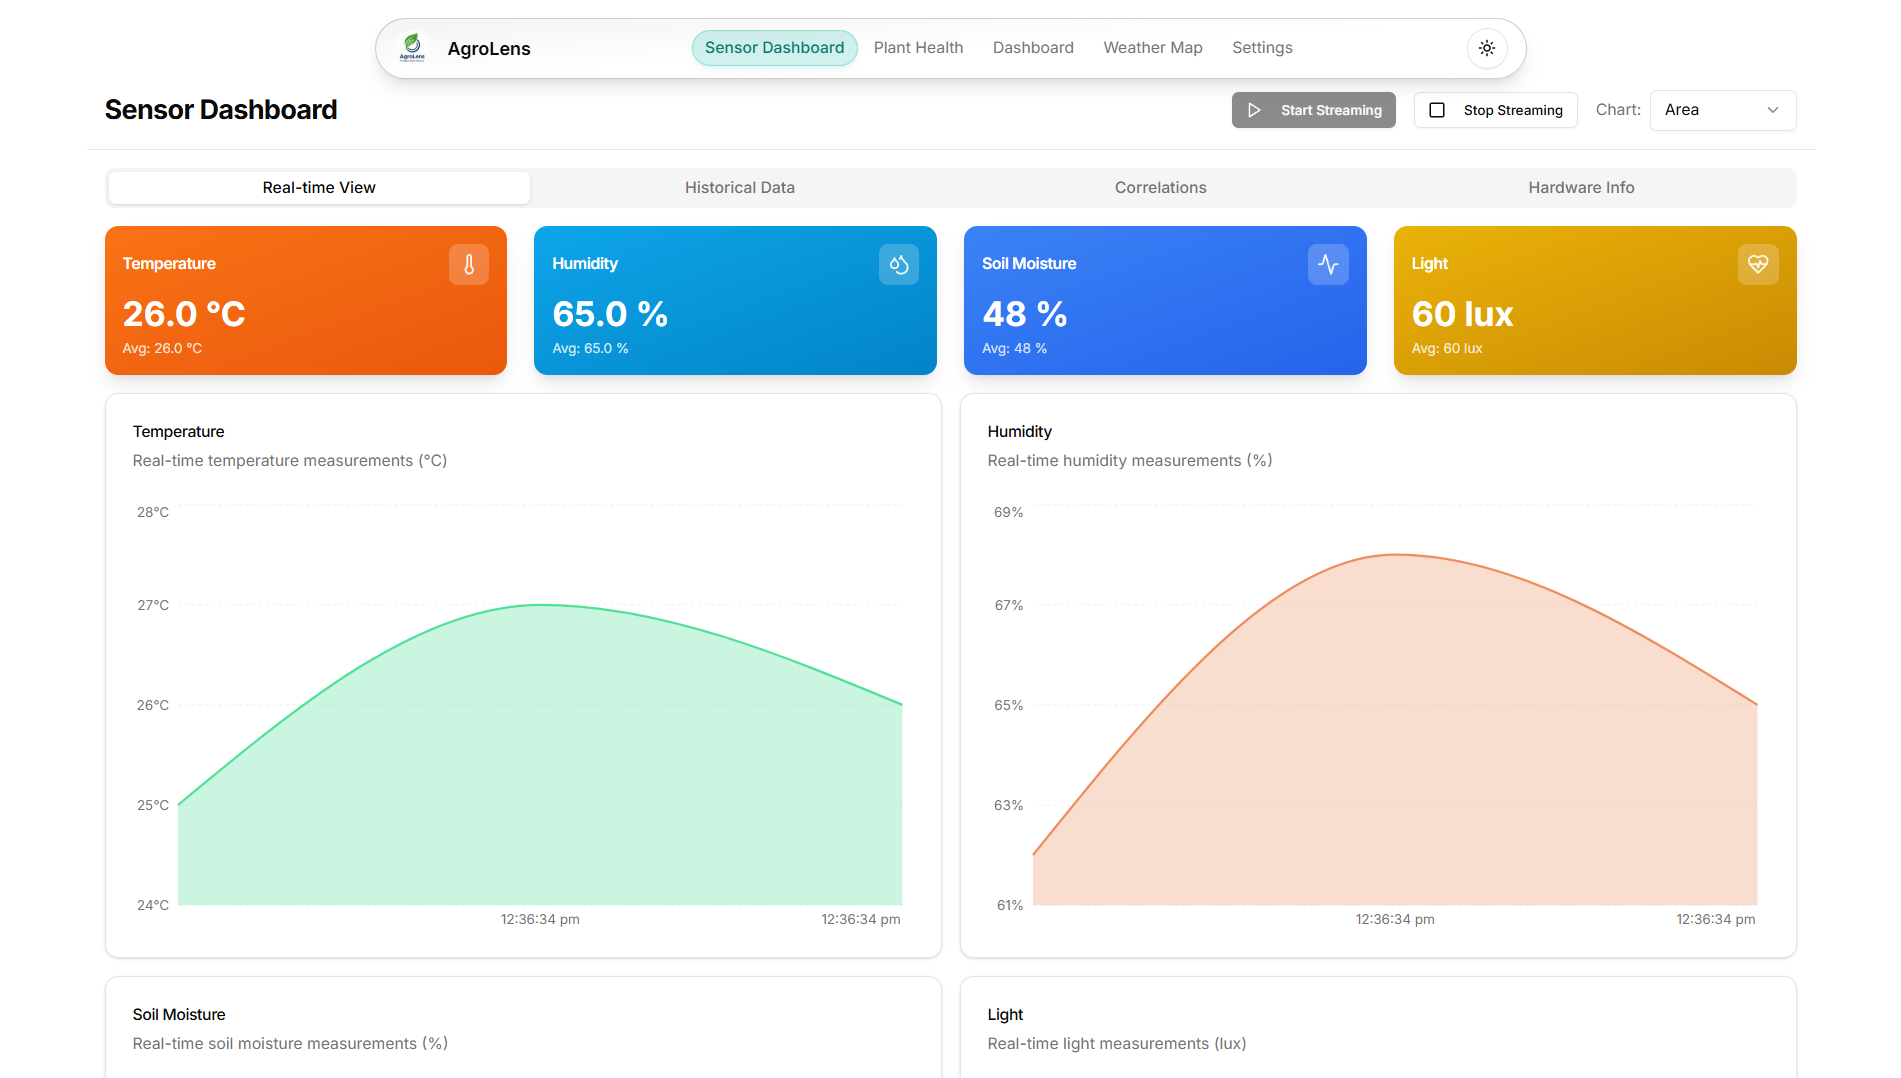 AgroLens
AgroLens
Sensor Dashboard
Plant Health
Dashboard
Weather Map
Settings
Sensor Dashboard
Start Streaming
Stop Streaming
Chart:
Area
Real-time View
Historical Data
Correlations
Hardware Info
Temperature
26.0 °C
Avg: 26.0 °C
Humidity
65.0 %
Avg: 65.0 %
Soil Moisture
48 %
Avg: 48 %
Light
60 lux
Avg: 60 lux
Temperature
Real-time temperature measurements (°C)
28°C
27°C
26°C
25°C
24°C
12:36:34 pm
12:36:34 pm
Humidity
Real-time humidity measurements (%)
69%
67%
65%
63%
61%
12:36:34 pm
12:36:34 pm
Soil Moisture
Real-time soil moisture measurements (%)
Light
Real-time light measurements (lux)